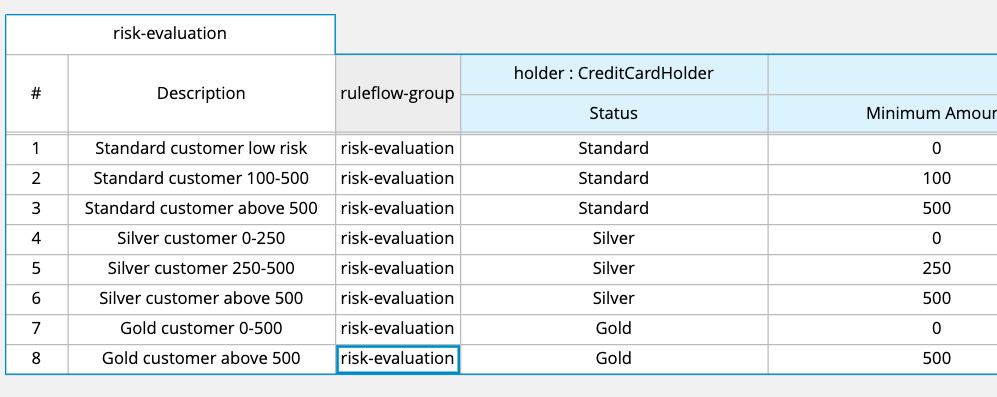 risk-evaluation
# Description ruleflow-group holder : CreditCardHolder
Status Minimum Amour
1 Standard customer low risk risk-evaluation Standard 0
2 Standard customer 100-500 risk-evaluation Standard 100
3 Standard customer above 500 risk-evaluation Standard 500
4 Silver customer 0-250 risk-evaluation Silver 0
5 Silver customer 250-500 risk-evaluation Silver 250
6 Silver customer above 500 risk-evaluation Silver 500
7 Gold customer 0-500 risk-evaluation Gold 0
8 Gold customer above 500 risk-evaluation Gold 500